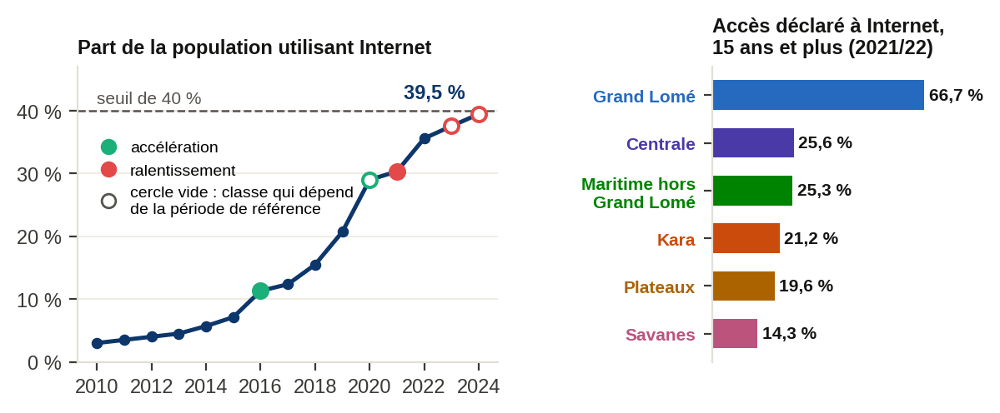 Part de la population utilisant Internet
seuil de 40 %
39,5 %
40 %
30 %
20 %
10 %
0 %
accélération
ralentissement
cercle vide : classe qui dépend
de la période de référence
2010 2012 2014 2016 2018 2020 2022 2024
Accès déclaré à Internet,
15 ans et plus (2021/22)
Grand Lomé 66,7 %
Centrale 25,6 %
Maritime hors
Grand Lomé 25,3 %
Kara 21,2 %
Plateaux 19,6 %
Savanes 14,3 %